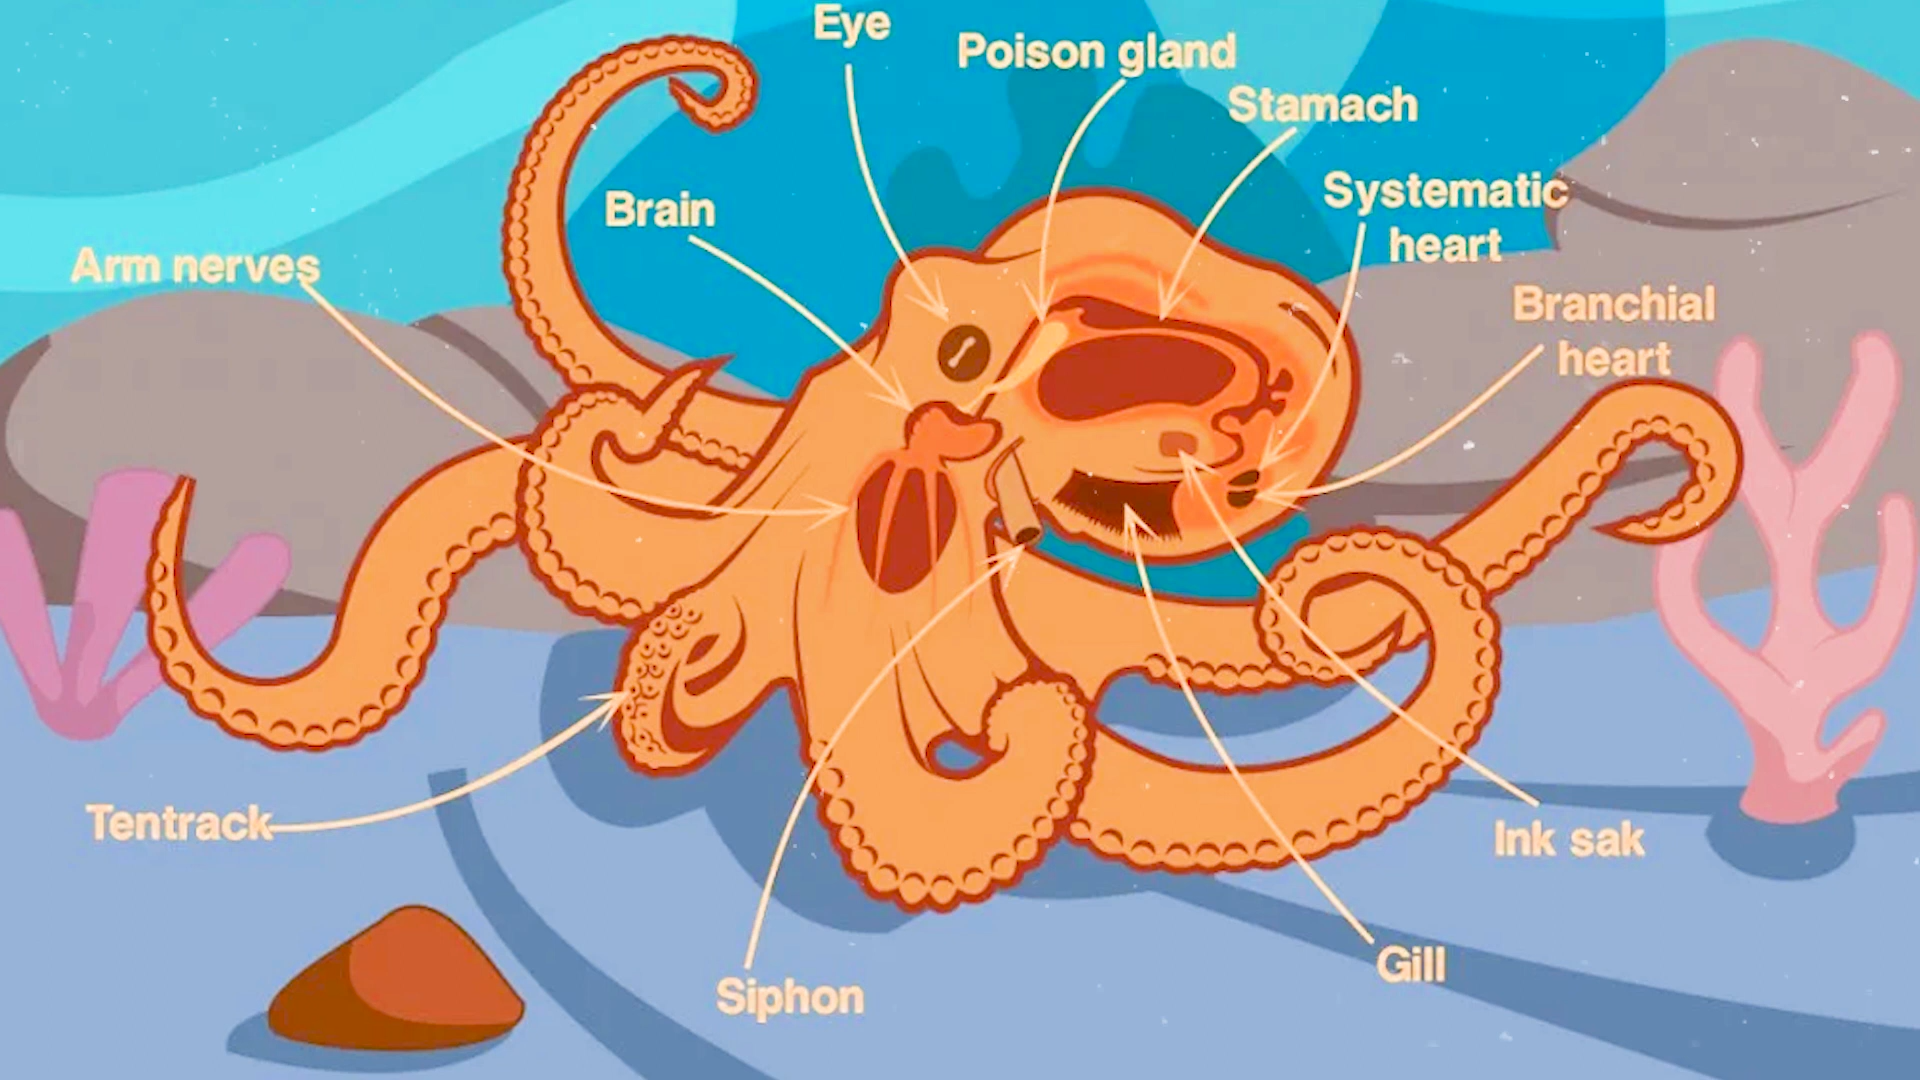 Eye
Poison gland
Stamach
Systematic
heart
Brain
Arm nerves
Branchial
heart
Tentrack
Ink sak
Gill
Siphon